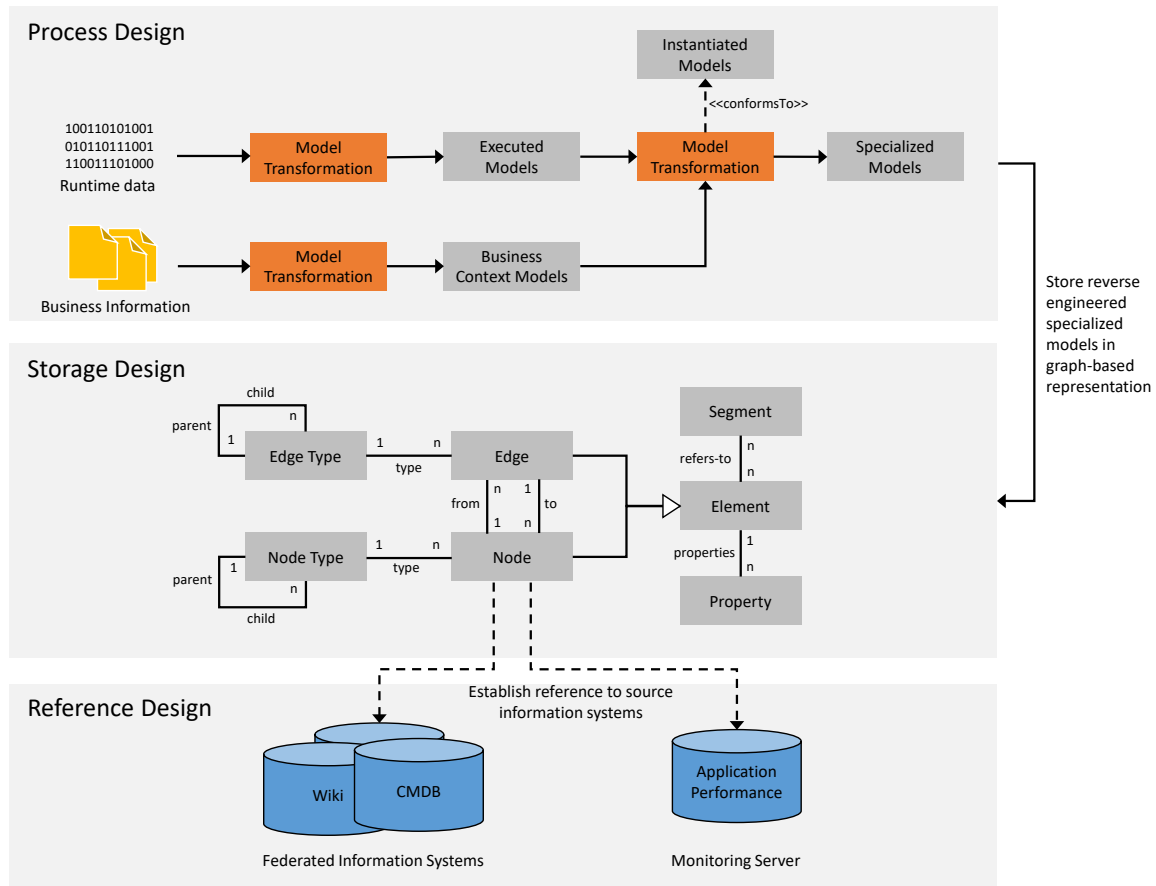 Process Design
Instantiated
Models
<<conformsTo>>
100110101001
010110111001
110011101000
Runtime data
Model
Transformation
Executed
Models
Model
Transformation
Specialized
Models
Business Information
Model
Transformation
Business
Context Models
Store reverse
engineered
specialized
models in
graph-based
representation
Storage Design
child
parent
n
1
Edge Type
1
n
type
Edge
n
1
from
to
1
n
Node Type
1
n
type
Node
parent
1
n
child
Segment
n
refers-to
n
Element
properties
1
n
Property
Reference Design
Establish reference to source
information systems
Wiki
CMDB
Federated Information Systems
Application
Performance
Monitoring Server